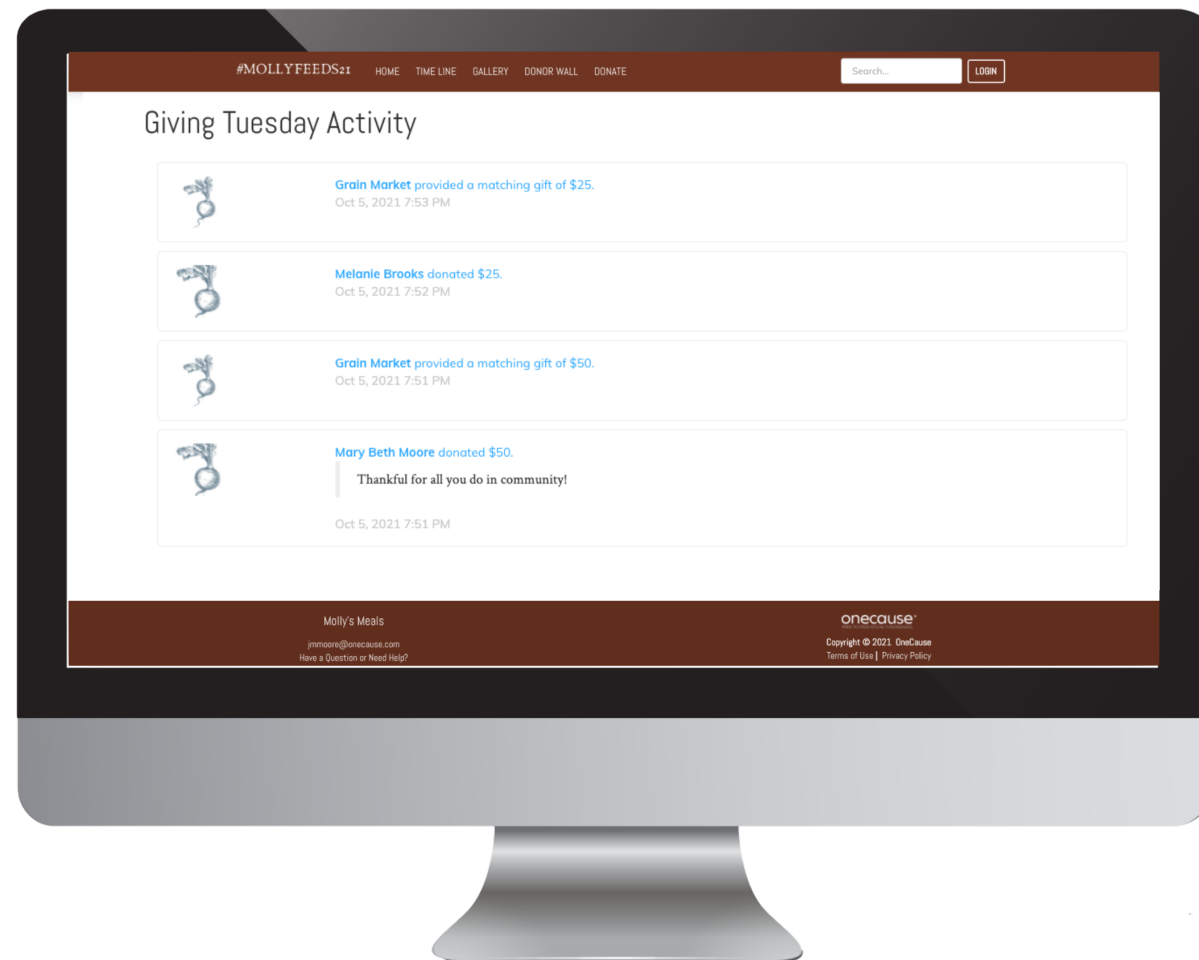 #MOLLYFEEDS21 HOME TIME LINE GALLERY DONOR WALL DONATE Search... LOGIN
Giving Tuesday Activity
Grain Market provided a matching gift of $25.
Oct 5, 2021 7:53 PM
Melanie Brooks donated $25.
Oct 5, 2021 7:52 PM
Grain Market provided a matching gift of $50.
Oct 5, 2021 7:51 PM
Mary Beth Moore donated $50.
Thankful for all you do in community!
Oct 5, 2021 7:51 PM
Molly's Meals
jmmoore@onecause.com
Have a Question or Need Help?
onecause
Copyright © 2021 OneCause
Terms of Use | Privacy Policy